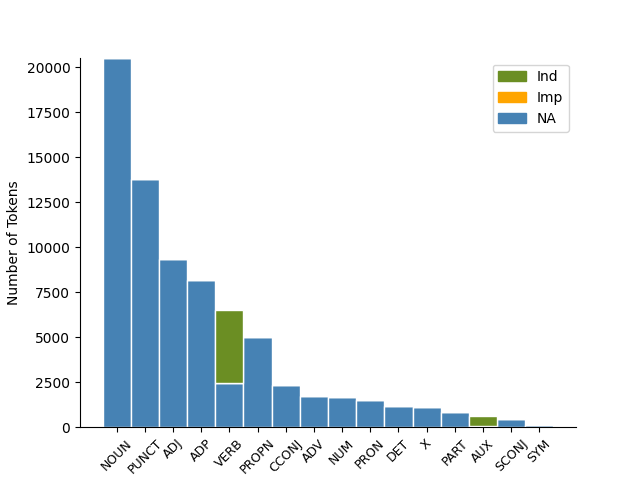 Ind
Imp
NA
Number of Tokens
20000
17500
15000
12500
10000
7500
5000
2500
0
NOUN
PUNCT
ADJ
ADP
VERB
PROPN
CCONJ
ADV
NUM
PRON
DET
X
PART
AUX
SCONJ
SYM